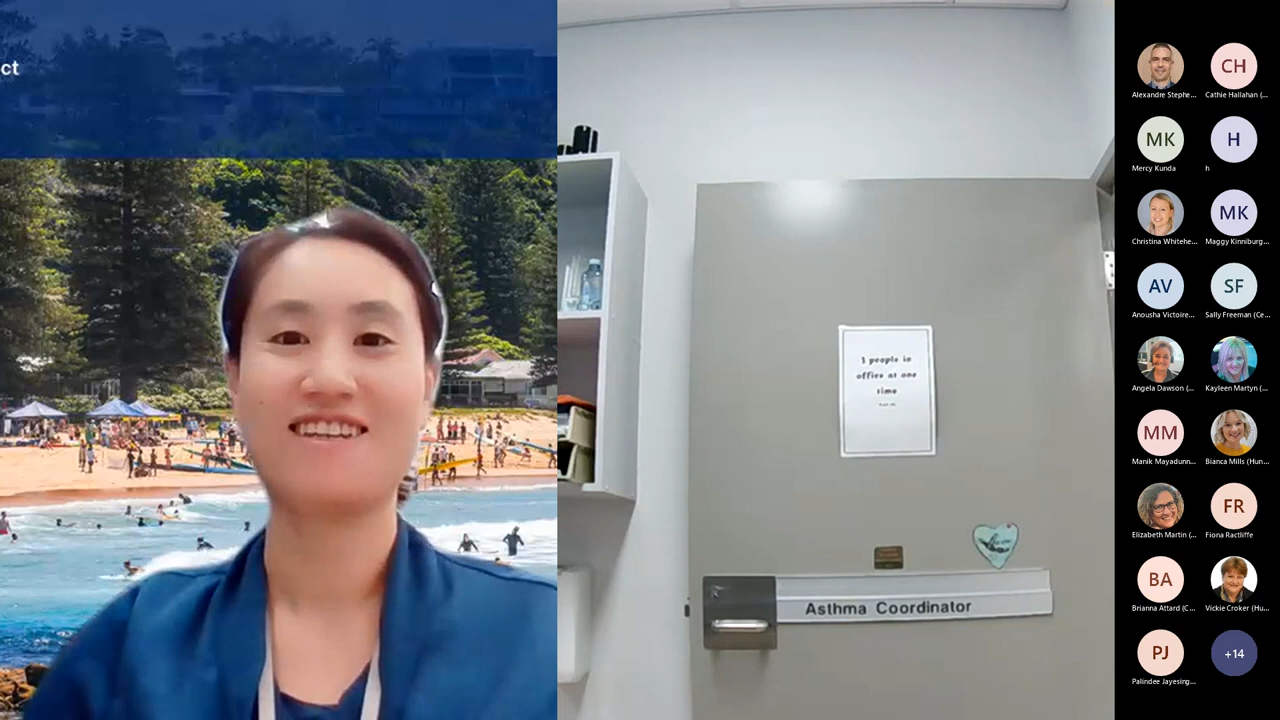 ct
3 people in
office at one
time
Asthma Coordinator
Alexandre Stephe...
CH
Cathie Hallahan (...
MK
Mercy Kunda
H
h
Christina Whitehe...
MK
Maggy Kinniburg...
AV
Anousha Victoire...
SF
Sally Freeman (Ce...
Angela Dawson (...
Kayleen Martyn (...
MM
Manik Mayadunn...
Bianca Mills (Hun...
Elizabeth Martin (...
FR
Fiona Ractliffe
BA
Brianna Attard (C...
Vickie Croker (Hu...
PJ
Palindee Jayesing...
+14